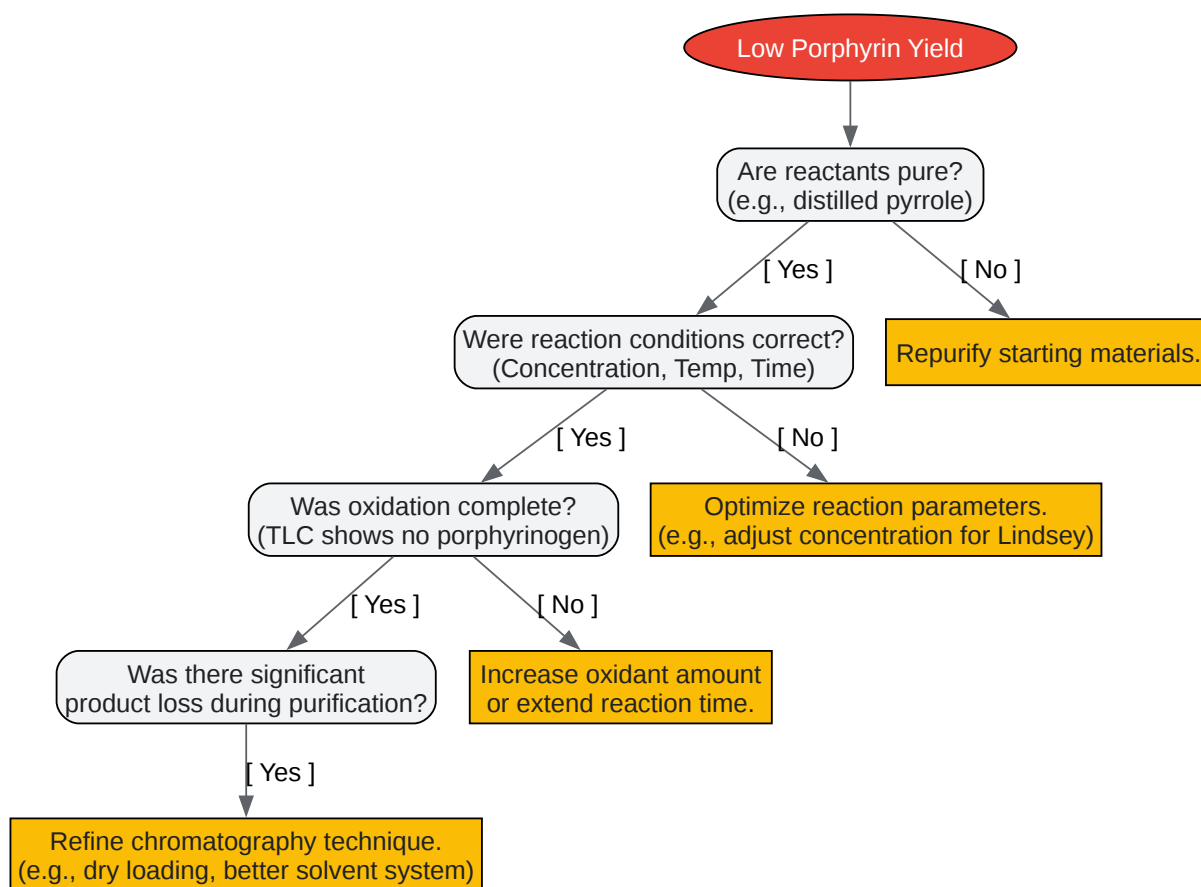 Low Porphyrin Yield
Are reactants pure?
(e.g., distilled pyrrole)
[ Yes ]
[ No ]
Were reaction conditions correct?
(Concentration, Temp, Time)
Repurify starting materials.
[ Yes ]
[ No ]
Was oxidation complete?
(TLC shows no porphyrinogen)
Optimize reaction parameters.
(e.g., adjust concentration for Lindsey)
[ Yes ]
[ No ]
Was there significant
product loss during purification?
Increase oxidant amount
or extend reaction time.
[ Yes ]
Refine chromatography technique.
(e.g., dry loading, better solvent system)